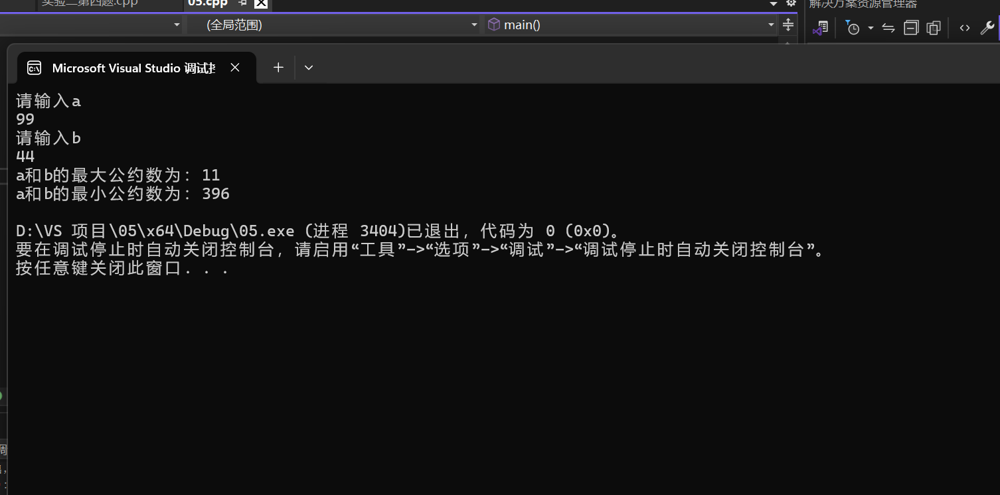 实验二第四题.cpp
05.cpp
解决方案资源管理器
(全局范围)
main()
Microsoft Visual Studio 调试
请输入a
99
请输入b
44
a和b的最大公约数为: 11
a和b的最小公约数为: 396
D:\VS 项目\05\x64\Debug\05.exe (进程 3404)已退出，代码为 0 (0x0)。
要在调试停止时自动关闭控制台，请启用“工具”->“选项”->“调试”->“调试停止时自动关闭控制台”。
按任意键关闭此窗口. . .